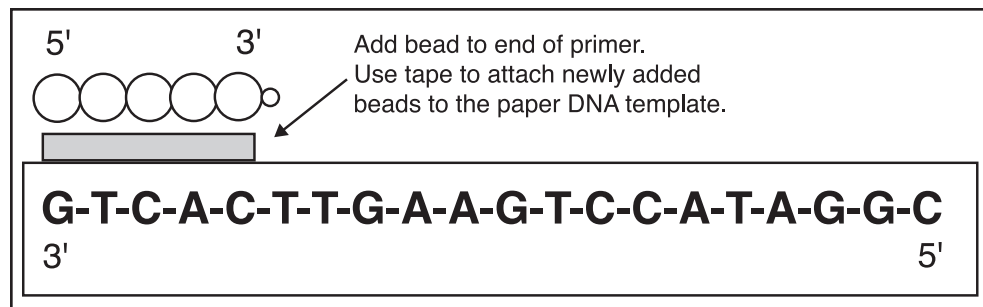 5' 3'
Add bead to end of primer.
Use tape to attach newly added
beads to the paper DNA template.
G-T-C-A-C-T-T-G-A-A-G-T-C-C-A-T-A-G-G-C
3' 5'